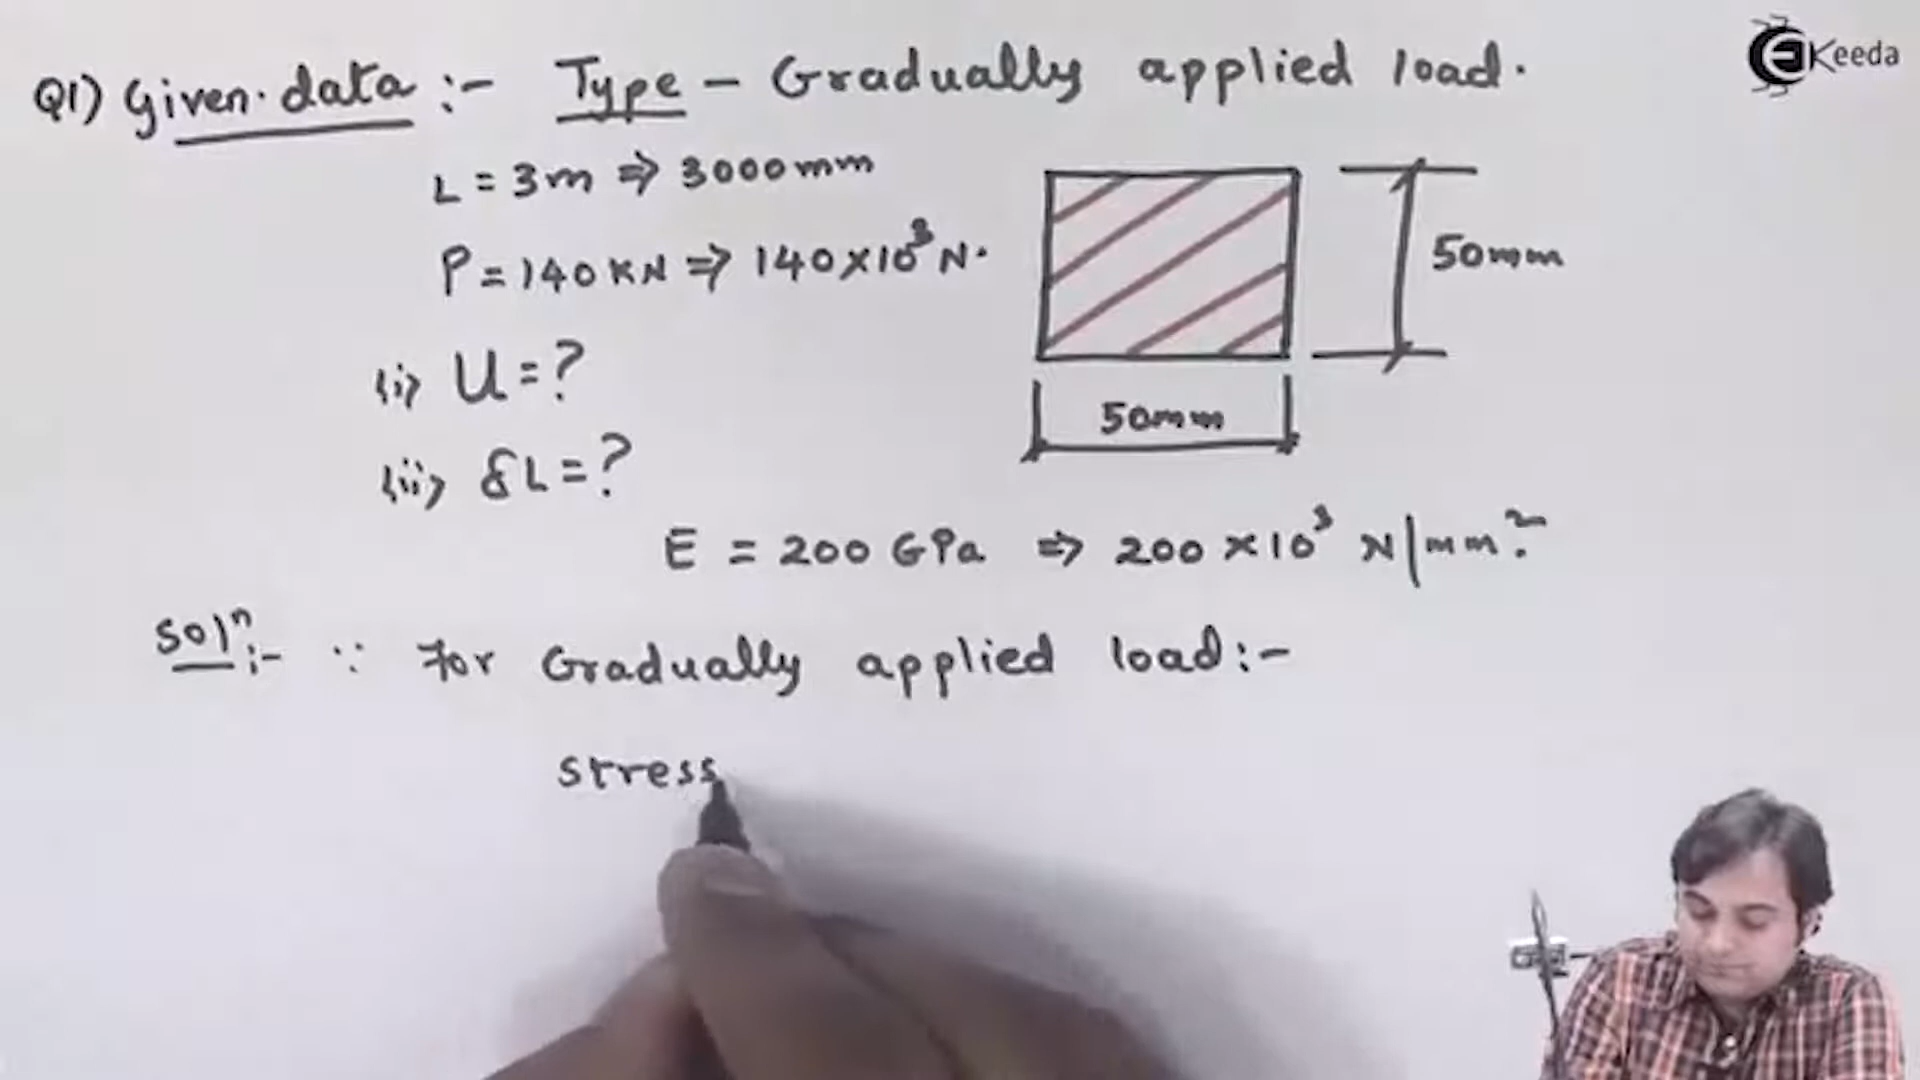 Q1) Given data :- Type - Gradually applied load.
EKeeda
L = 3m ⇒ 3000mm
P = 140 KN ⇒ 140×10³ N.
50mm
(i) U = ?
50mm
(ii) δL = ?
E = 200 GPa ⇒ 200 ×10³ N/mm².
Solⁿ:- ∵ For Gradually applied load:-
stress